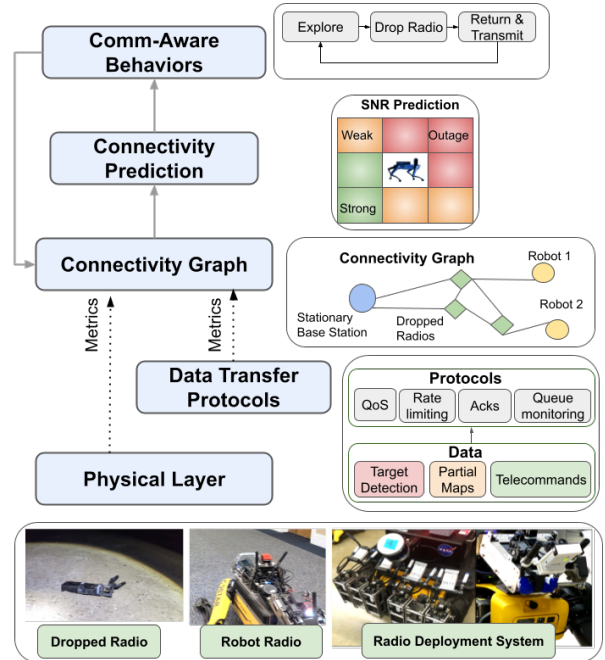 Comm-Aware
Behaviors
Explore
Drop Radio
Return &
Transmit
SNR Prediction
Weak
Outage
Strong
Connectivity
Prediction
Connectivity Graph
Connectivity Graph
Robot 1
Robot 2
Stationary
Base Station
Dropped
Radios
Metrics
Metrics
Data Transfer
Protocols
Protocols
QoS
Rate
limiting
Acks
Queue
monitoring
Data
Target
Detection
Partial
Maps
Telecommands
Physical Layer
Dropped Radio
Robot Radio
Radio Deployment System